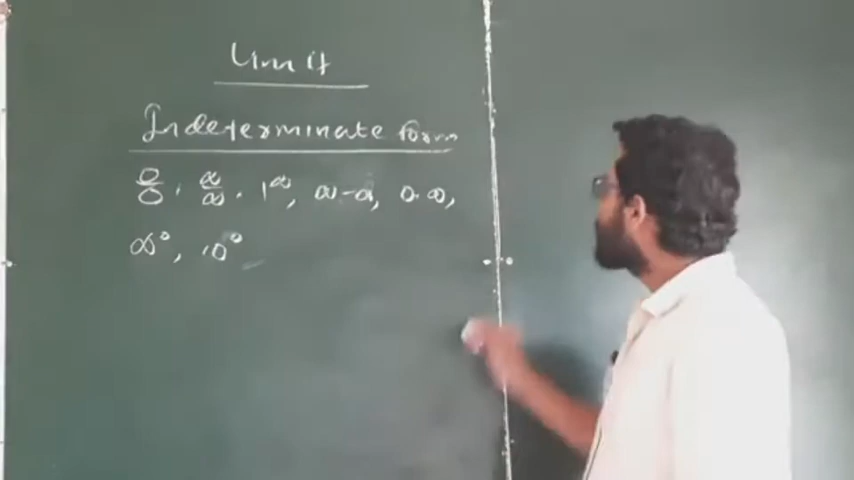 Limit
Indeterminate form
0/0, ∞/∞, 1^∞, ∞-∞, 0.∞,
∞°, 0°